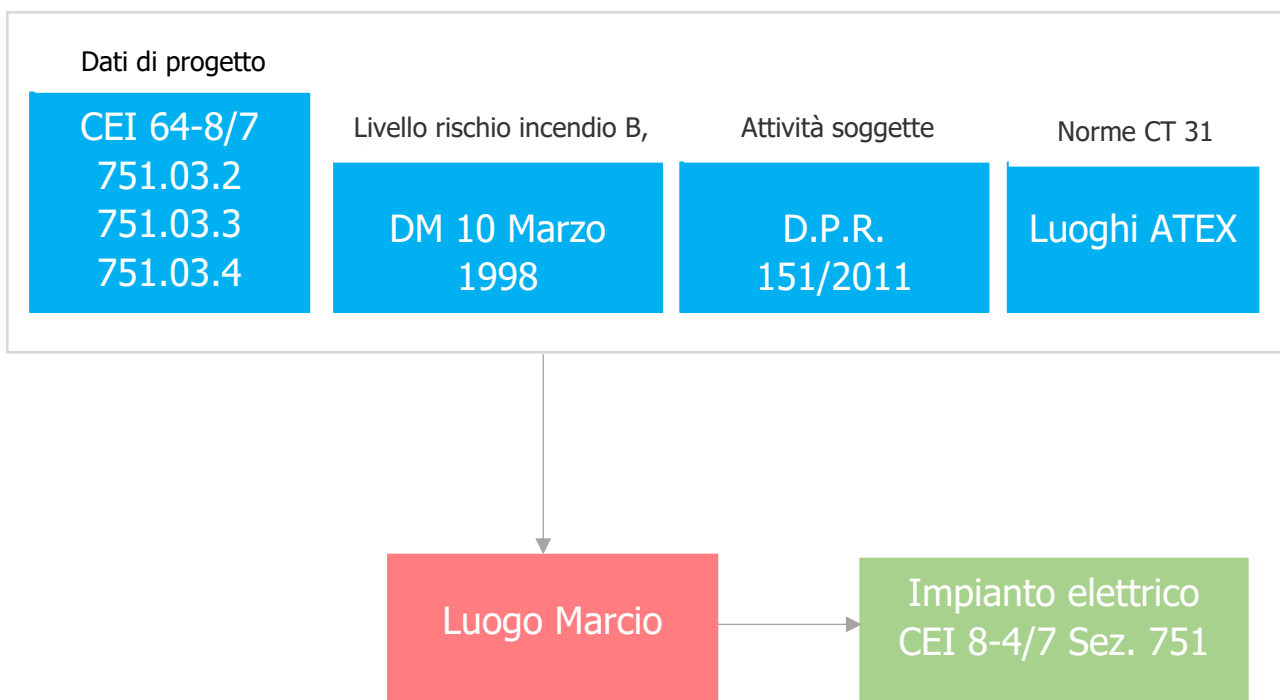 Dati di progetto
CEI 64-8/7
751.03.2
751.03.3
751.03.4
Livello rischio incendio B,
DM 10 Marzo
1998
Attività soggette
D.P.R.
151/2011
Norme CT 31
Luoghi ATEX
Luogo Marcio
Impianto elettrico
CEI 8-4/7 Sez. 751